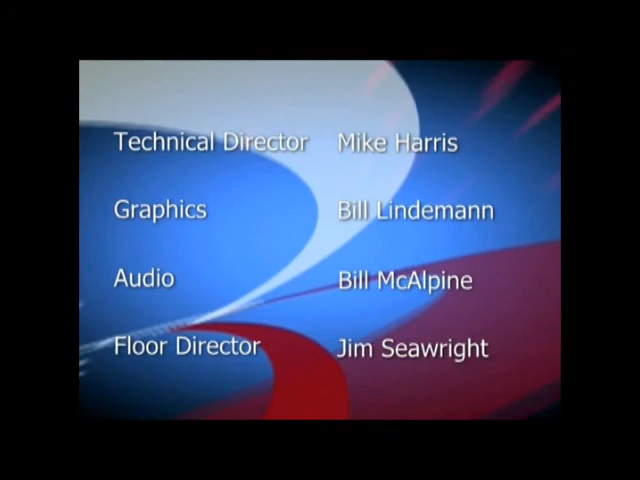 Technical Director Mike Harris
Graphics Bill Lindemann
Audio Bill McAlpine
Floor Director Jim Seawright